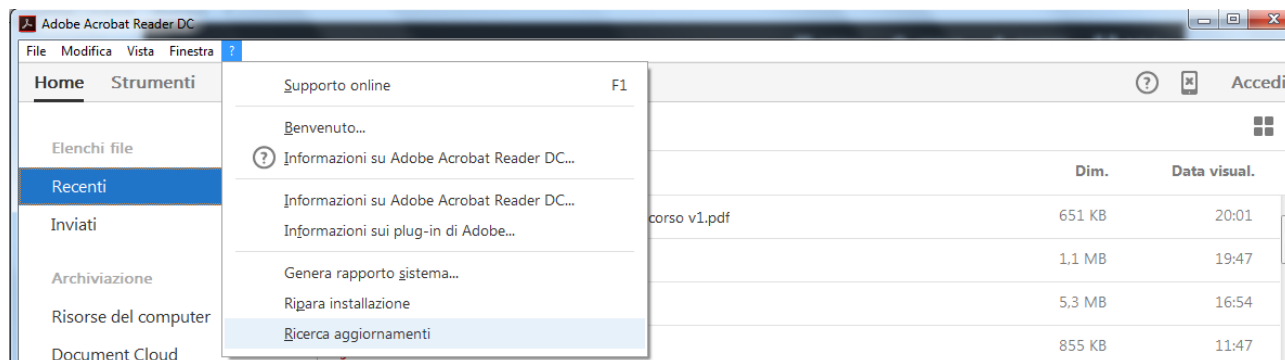 Adobe Acrobat Reader DC
File Modifica Vista Finestra ?
Home Strumenti
Accedi
Supporto online F1
Benvenuto...
Informazioni su Adobe Acrobat Reader DC...
Informazioni su Adobe Acrobat Reader DC...
Informazioni sui plug-in di Adobe...
Genera rapporto sistema...
Ripara installazione
Ricerca aggiornamenti
Elenchi file
Recenti
Inviati
Archiviazione
Risorse del computer
Document Cloud
Dim. Data visual.
corso v1.pdf 651 KB 20:01
1,1 MB 19:47
5,3 MB 16:54
855 KB 11:47